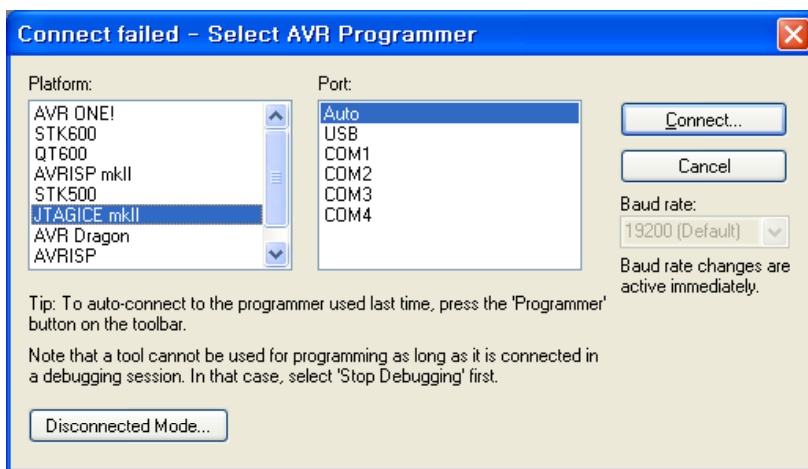 Connect failed - Select AVR Programmer
Platform:
AVR ONE!
STK600
QT600
AVRISP mkII
STK500
JTAGICE mkII
AVR Dragon
AVRISP
Port:
Auto
USB
COM1
COM2
COM3
COM4
Connect...
Cancel
Baud rate:
19200 (Default)
Baud rate changes are
active immediately.
Tip: To auto-connect to the programmer used last time, press the 'Programmer'
button on the toolbar.
Note that a tool cannot be used for programming as long as it is connected in
a debugging session. In that case, select 'Stop Debugging' first.
Disconnected Mode...